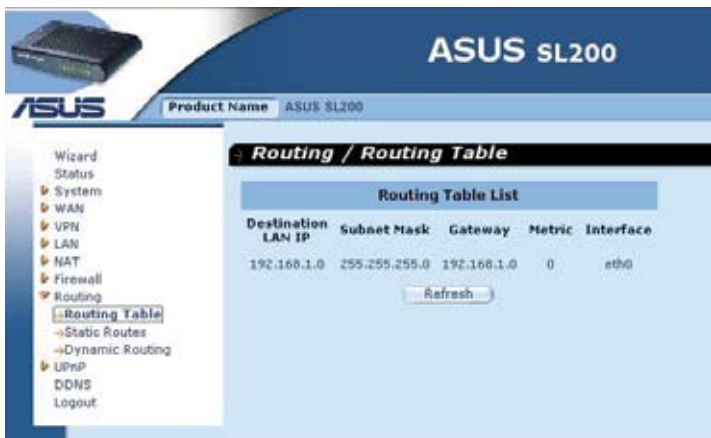 ASUS SL200
ASUS
Product Name ASUS SL200
Wizard
Status
System
WAN
VPN
LAN
NAT
Firewall
Routing
Routing Table
Static Routes
Dynamic Routing
UPnP
DDNS
Logout
Routing / Routing Table
Routing Table List
Destination LAN IP Subnet Mask Gateway Metric Interface
192.168.1.0 255.255.255.0 192.168.1.0 0 eth0
Refresh